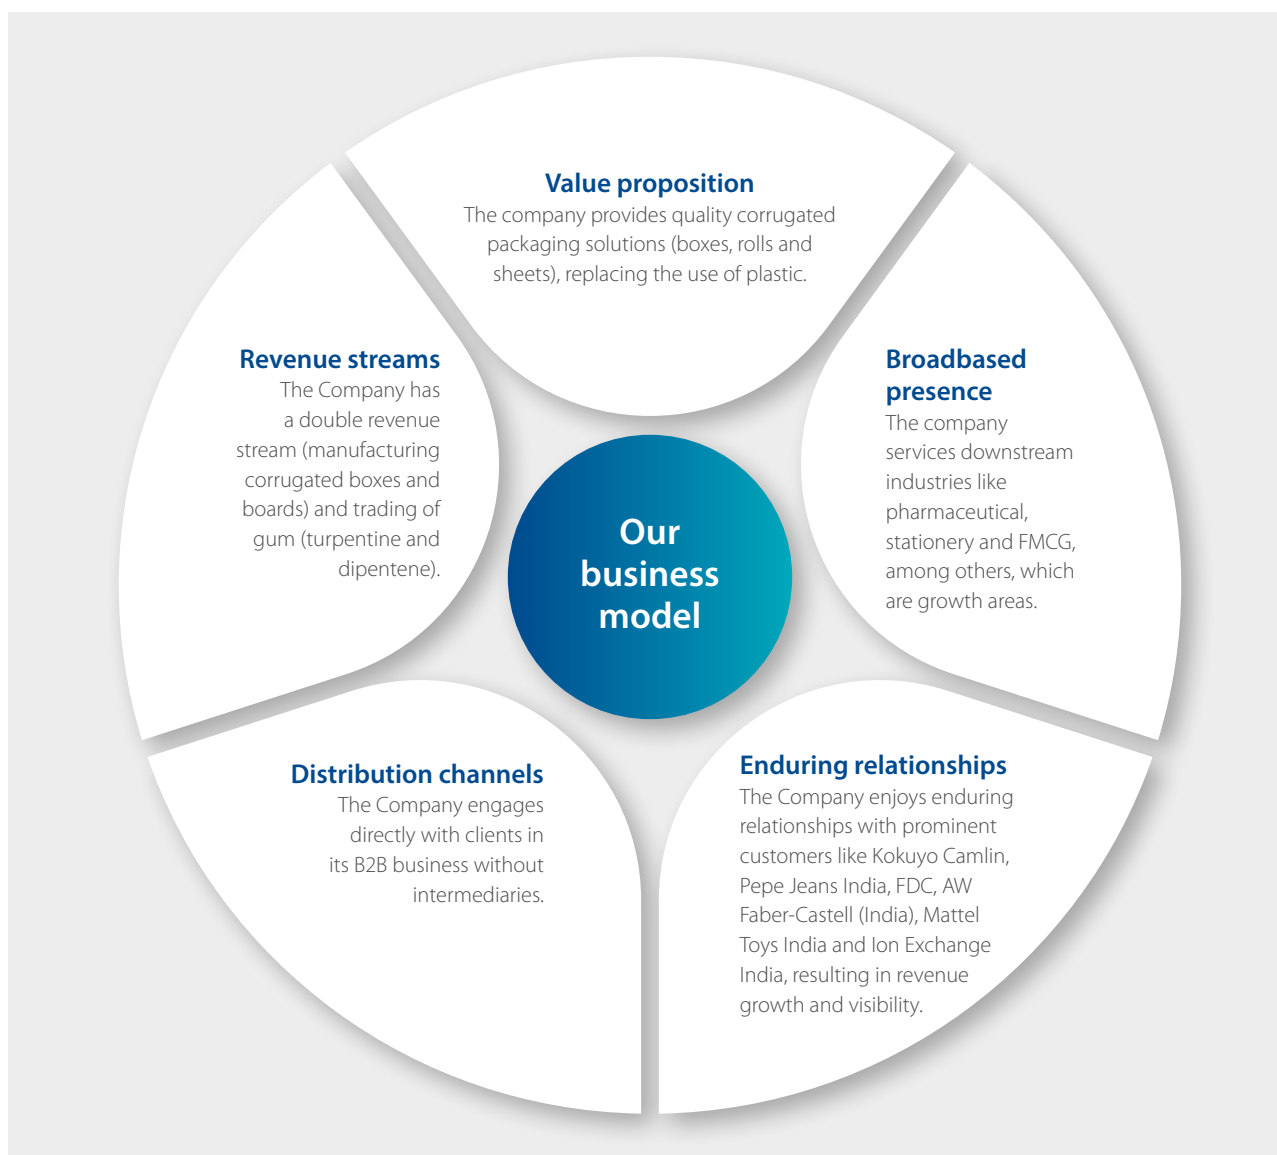 Value proposition
The company provides quality corrugated
packaging solutions (boxes, rolls and
sheets), replacing the use of plastic.
Broadbased
presence
The company
services downstream
industries like
pharmaceutical,
stationery and FMCG,
among others, which
are growth areas.
Enduring relationships
The Company enjoys enduring
relationships with prominent
customers like Kokuyo Camlin,
Pepe Jeans India, FDC, AW
Faber-Castell (India), Mattel
Toys India and Ion Exchange
India, resulting in revenue
growth and visibility.
Distribution channels
The Company engages
directly with clients in
its B2B business without
intermediaries.
Revenue streams
The Company has
a double revenue
stream (manufacturing
corrugated boxes and
boards) and trading of
gum (turpentine and
dipentene).
Our
business
model